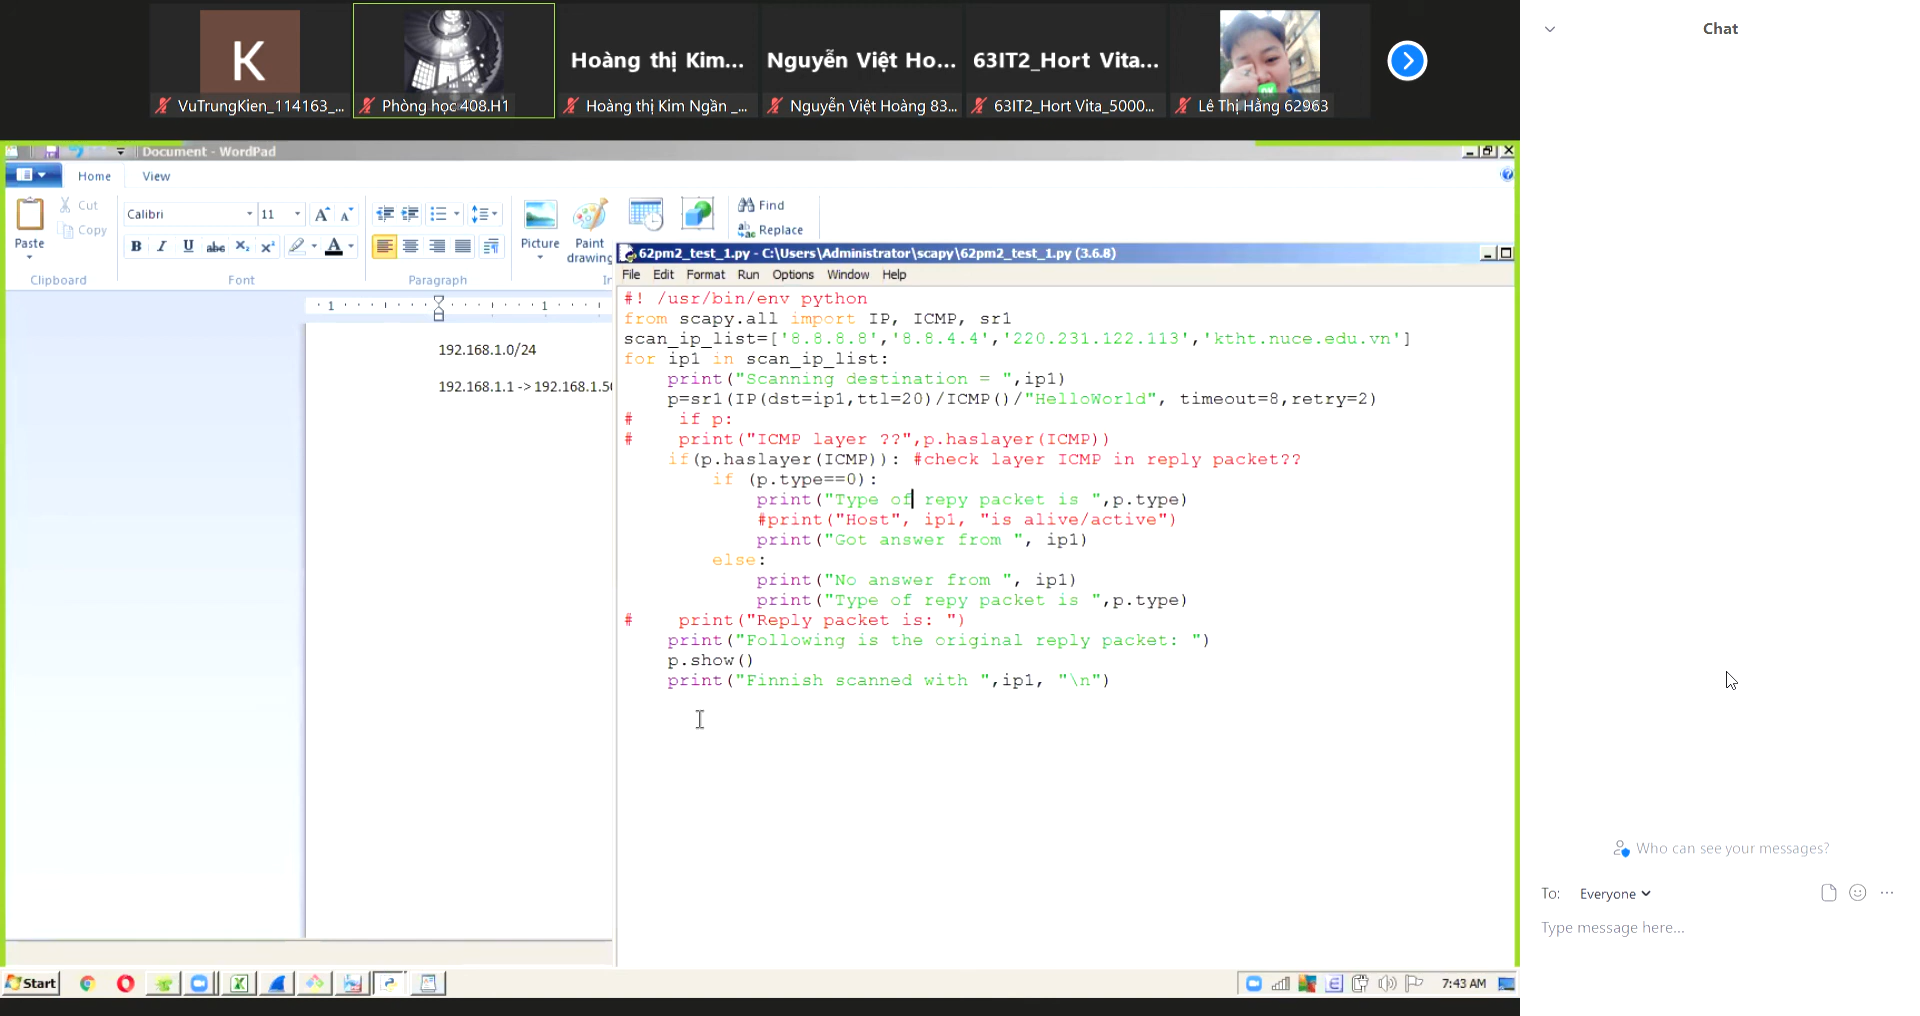 K
Hoàng thị Kim...
Nguyễn Việt Ho...
63IT2_Hort Vita...
VuTrungKien_114163_...
Phòng học 408.H1
Hoàng thị Kim Ngân _...
Nguyễn Việt Hoàng 83...
63IT2_Hort Vita_5000...
Lê Thị Hằng 62963
Chat
Document - WordPad
Home
View
Paste
Cut
Copy
Clipboard
Calibri
11
Font
Paragraph
Picture
Paint
drawing
Find
Replace
1
1
192.168.1.0/24
192.168.1.1 -> 192.168.1.50
62pm2_test_1.py - C:\Users\Administrator\scapy\62pm2_test_1.py (3.6.8)
File Edit Format Run Options Window Help
#! /usr/bin/env python
from scapy.all import IP, ICMP, sr1
scan_ip_list=['8.8.8.8','8.8.4.4','220.231.122.113','ktht.nuce.edu.vn']
for ip1 in scan_ip_list:
    print("Scanning destination = ",ip1)
    p=sr1(IP(dst=ip1,ttl=20)/ICMP()/"HelloWorld", timeout=8,retry=2)
#    if p:
#    print("ICMP layer ??",p.haslayer(ICMP))
    if(p.haslayer(ICMP)): #check layer ICMP in reply packet??
        if (p.type==0):
            print("Type of repy packet is ",p.type)
            #print("Host", ip1, "is alive/active")
            print("Got answer from ", ip1)
        else:
            print("No answer from ", ip1)
            print("Type of repy packet is ",p.type)
#    print("Reply packet is: ")
    print("Following is the original reply packet: ")
    p.show()
    print("Finnish scanned with ",ip1, "\n")
Who can see your messages?
To: Everyone
Type message here...
Start
7:43 AM